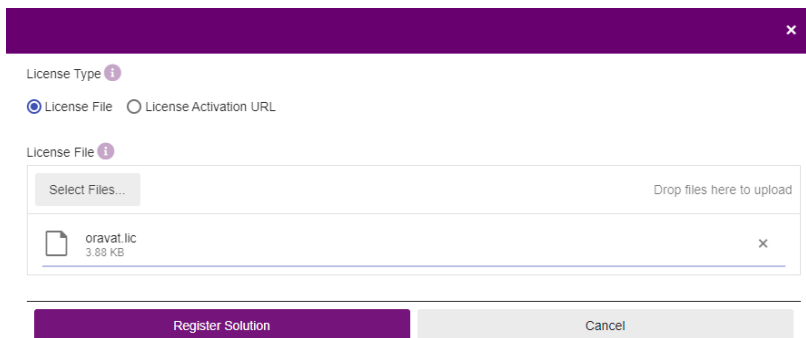 License Type
License File License Activation URL
License File
Select Files... Drop files here to upload
oravat.lic
3.88 KB
Register Solution Cancel